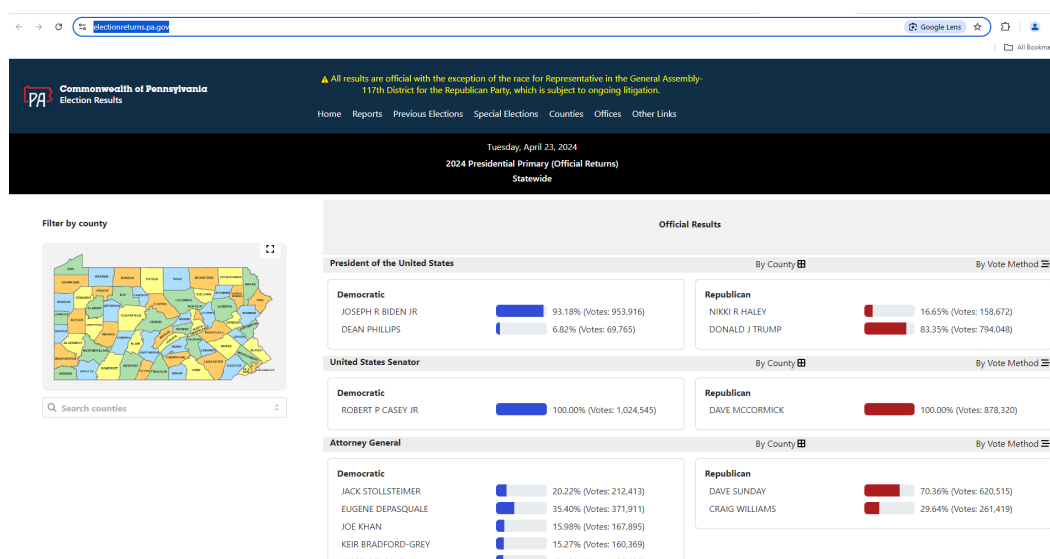 electionreturns.pa.gov
Google Lens
All Bookma
PA
Commonwealth of Pennsylvania
Election Results
All results are official with the exception of the race for Representative in the General Assembly-
117th District for the Republican Party, which is subject to ongoing litigation.
Home Reports Previous Elections Special Elections Counties Offices Other Links
Tuesday, April 23, 2024
2024 Presidential Primary (Official Returns)
Statewide
Filter by county
Search counties
Official Results
President of the United States By County By Vote Method
Democratic
JOSEPH R BIDEN JR 93.18% (Votes: 953,916)
DEAN PHILLIPS 6.82% (Votes: 69,765)
Republican
NIKKI R HALEY 16.65% (Votes: 158,672)
DONALD J TRUMP 83.35% (Votes: 794,048)
United States Senator By County By Vote Method
Democratic
ROBERT P CASEY JR 100.00% (Votes: 1,024,545)
Republican
DAVE MCCORMICK 100.00% (Votes: 878,320)
Attorney General By County By Vote Method
Democratic
JACK STOLLSTEIMER 20.22% (Votes: 212,413)
EUGENE DEPASQUALE 35.40% (Votes: 371,911)
JOE KHAN 15.98% (Votes: 167,895)
KEIR BRADFORD-GREY 15.27% (Votes: 160,369)
Republican
DAVE SUNDAY 70.36% (Votes: 620,515)
CRAIG WILLIAMS 29.64% (Votes: 261,419)